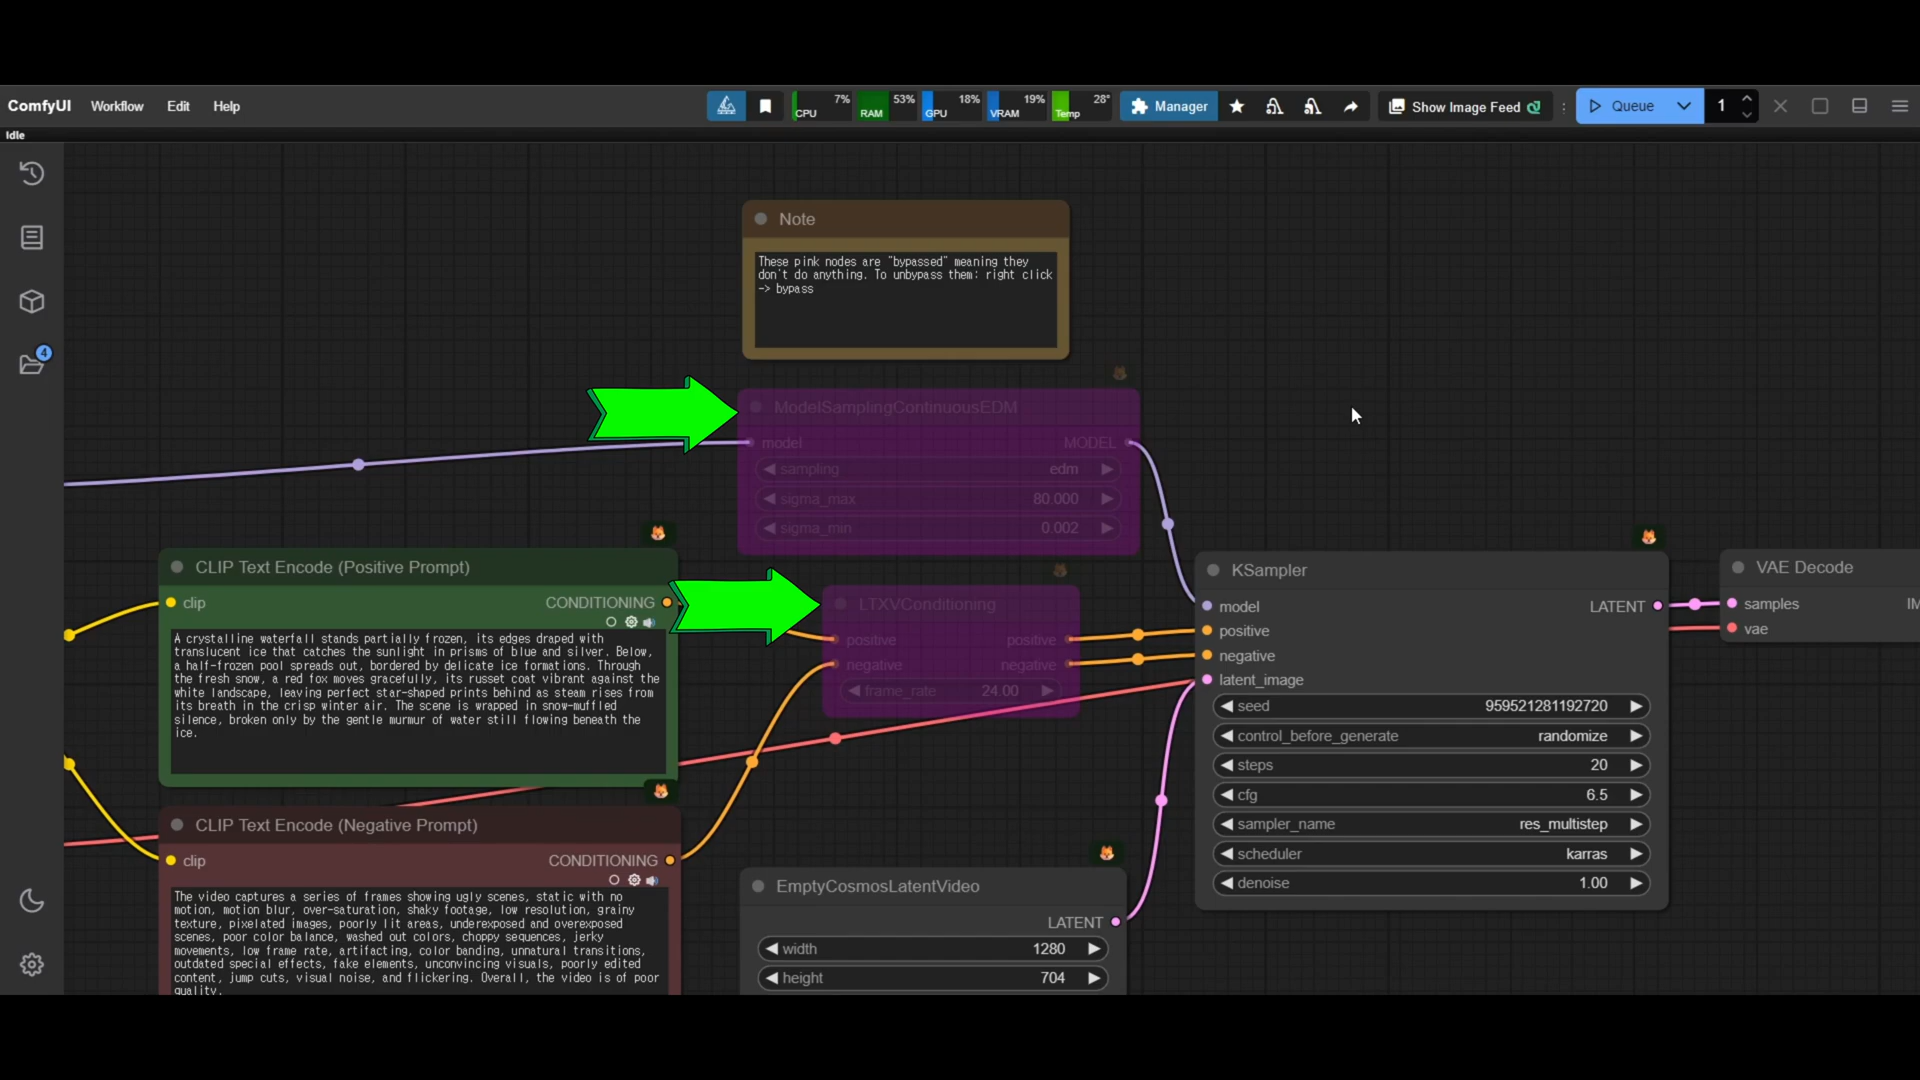 ComfyUI Workflow Edit Help
CPU 7% RAM 53% GPU 18% VRAM 19% Temp 28° Manager Show Image Feed Queue 1
Idle
4
Note
These pink nodes are "bypassed" meaning they
don't do anything. To unbypass them: right click
-> bypass
ModelSamplingContinuousEDM
model MODEL
sampling edm
sigma_max 80.000
sigma_min 0.002
CLIP Text Encode (Positive Prompt)
clip CONDITIONING
A crystalline waterfall stands partially frozen, its edges draped with
translucent ice that catches the sunlight in prisms of blue and silver. Below,
a half-frozen pool spreads out, bordered by delicate ice formations. Through
the fresh snow, a red fox moves gracefully, its russet coat vibrant against the
white landscape, leaving perfect star-shaped prints behind as steam rises from
its breath in the crisp winter air. The scene is wrapped in snow-muffled
silence, broken only by the gentle murmur of water still flowing beneath the
ice.
LTXVConditioning
positive positive
negative negative
frame_rate 24.00
KSampler
model LATENT
positive
negative
latent_image
seed 959521281192720
control_before_generate randomize
steps 20
cfg 6.5
sampler_name res_multistep
scheduler karras
denoise 1.00
VAE Decode
samples IM
vae
CLIP Text Encode (Negative Prompt)
clip CONDITIONING
The video captures a series of frames showing ugly scenes, static with no
motion, motion blur, over-saturation, shaky footage, low resolution, grainy
texture, pixelated images, poorly lit areas, underexposed and overexposed
scenes, poor color balance, washed out colors, choppy sequences, jerky
movements, low frame rate, artifacting, color banding, unnatural transitions,
outdated special effects, fake elements, unconvincing visuals, poorly edited
content, jump cuts, visual noise, and flickering. Overall, the video is of poor
quality.
EmptyCosmosLatentVideo
LATENT
width 1280
height 704